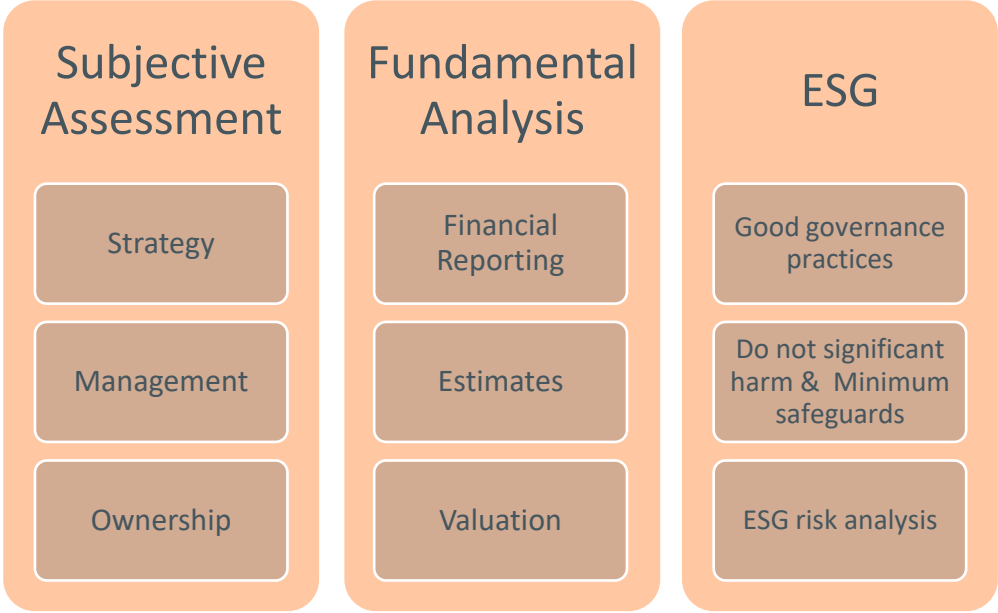 Subjective
Assessment
Strategy
Management
Ownership
Fundamental
Analysis
Financial
Reporting
Estimates
Valuation
ESG
Good governance
practices
Do not significant
harm &  Minimum
safeguards
ESG risk analysis